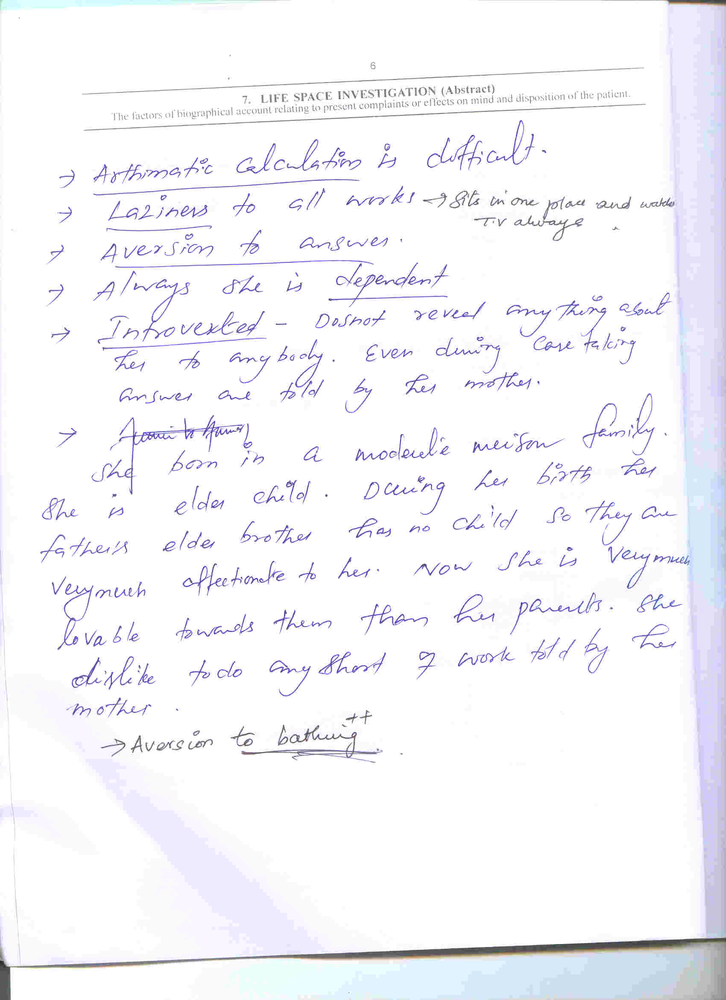 6
7. LIFE SPACE INVESTIGATION (Abstract)
The factors of biographical account relating to present complaints or effects on mind and disposition of the patient.
→ Arthimatic Calculation is difficult.
→ Laziness to all works → Sits in one place and watches
T.V always.
→ Aversion to answer.
→ Always she is dependent
→ Introverted - Dosnot reveal anything about
her to anybody. Even during Case taking
answer are told by her mother.
→
She born in a moderate family.
She is elder child. During her birth her
father's elder brother has no child so they are
verymuch affectionate to her. Now she is verymuch
lovable towards them than her parents. She
dislike to do any short of work told by her
mother.
→ Aversion to bathing ++.